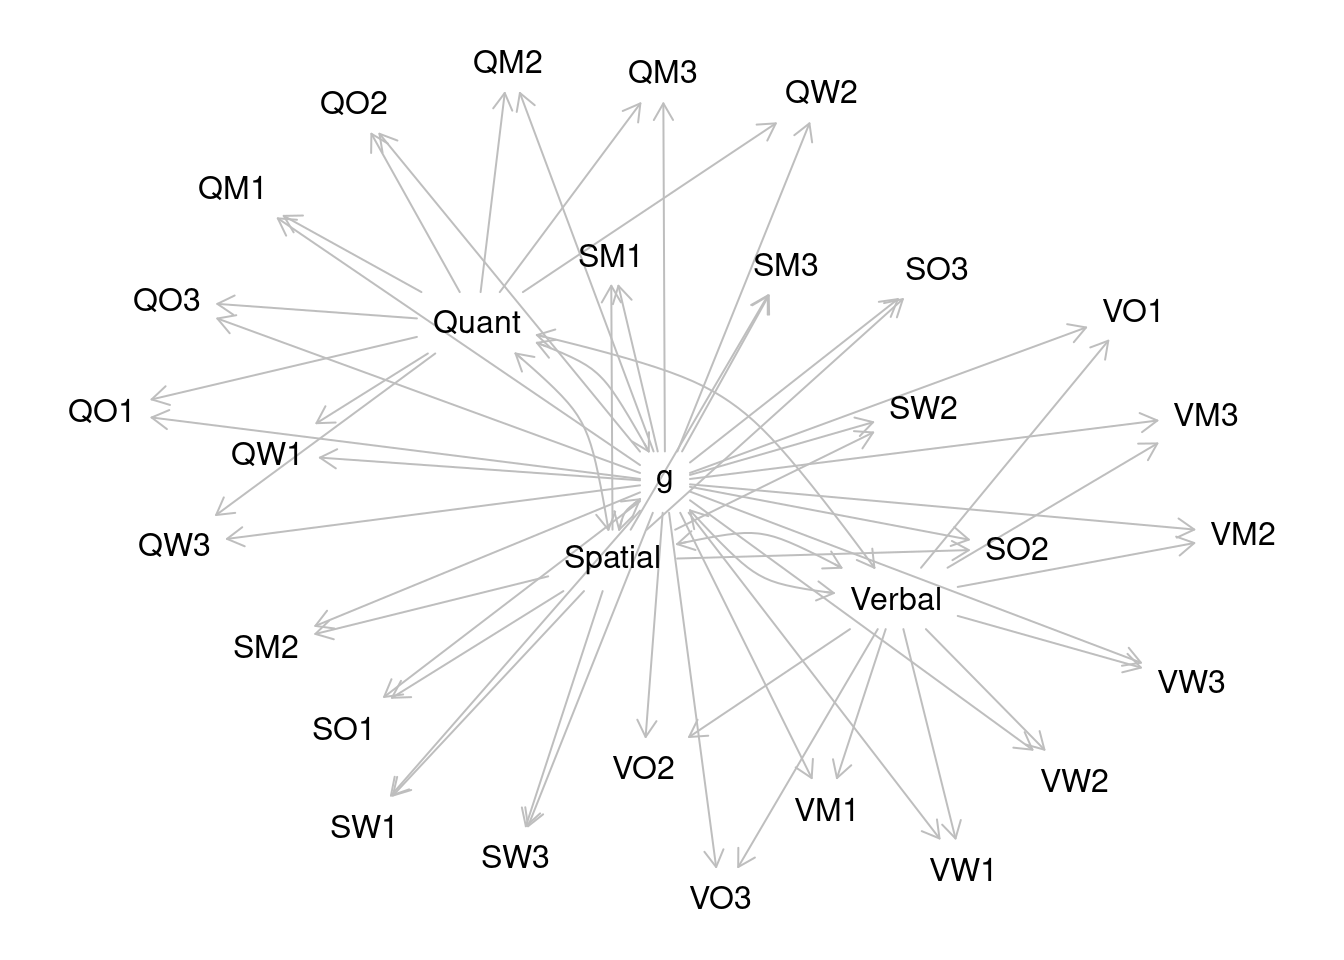 QM2
QM3
QW2
QO2
QM1
SM1
SM3
SO3
QO3
VO1
Quant
QO1
SW2
VM3
QW1
g
VM2
QW3
SO2
Spatial
Verbal
SM2
VW3
SO1
VO2
VW2
VM1
SW1
SW3
VW1
VO3